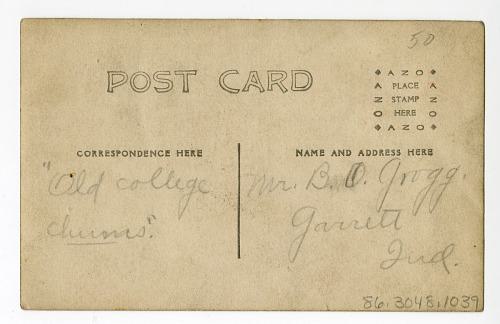 50
POST CARD
◆ AZO ◆
A PLACE A
Z STAMP Z
O HERE O
◆ AZO ◆
CORRESPONDENCE HERE
NAME AND ADDRESS HERE
"Old college
chums".
Mr. B. O. Grogg.
Garrett
Ind.
86.3048.1039